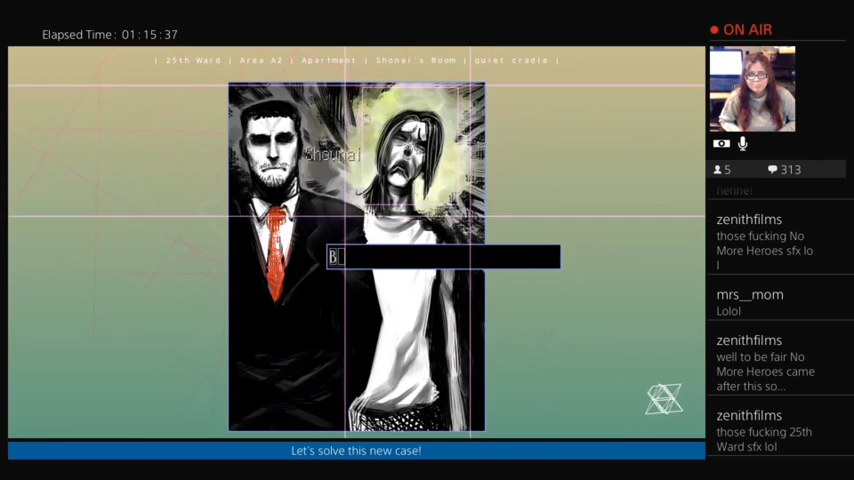 Elapsed Time: 01:15:37
ON AIR
| 25th Ward | Area A2 | Apartment | Shonai's Room | quiet cradle |
Shounai
B
5
313
zenithfilms
those fucking No
More Heroes sfx lo
l
mrs__mom
Lolol
zenithfilms
well to be fair No
More Heroes came
after this so...
zenithfilms
those fucking 25th
Ward sfx lol
Let's solve this new case!